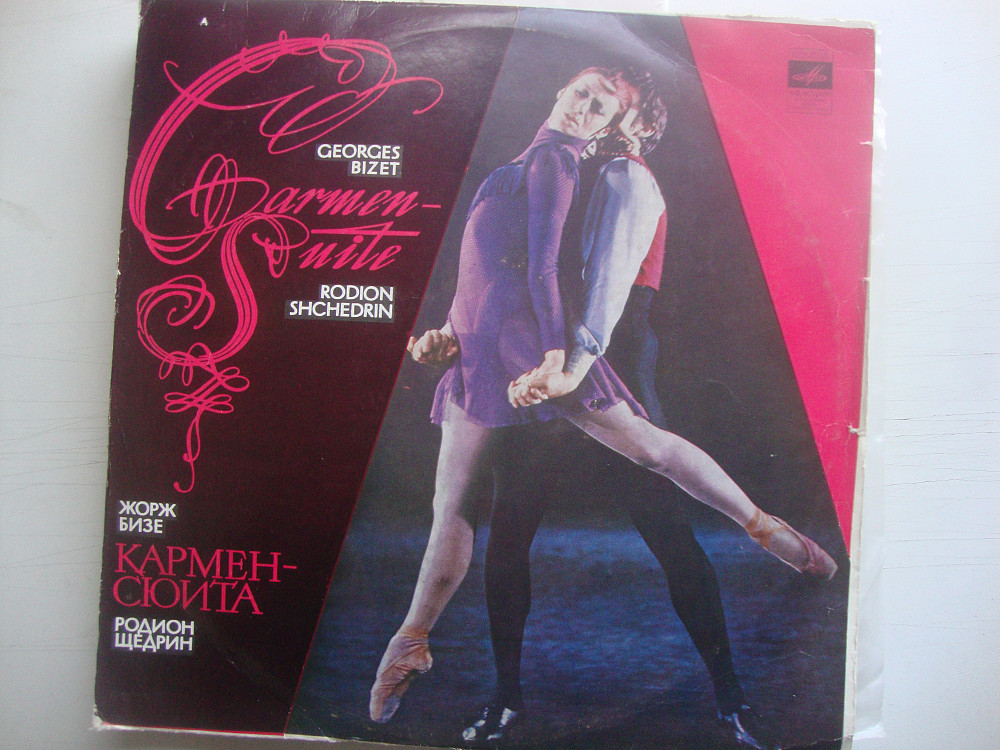 A
GEORGES
BIZET
Carmen-
Suite
RODION
SHCHEDRIN
ЖОРЖ
БИЗЕ
КАРМЕН-
СЮИТА
РОДИОН
ЩЕДРИН